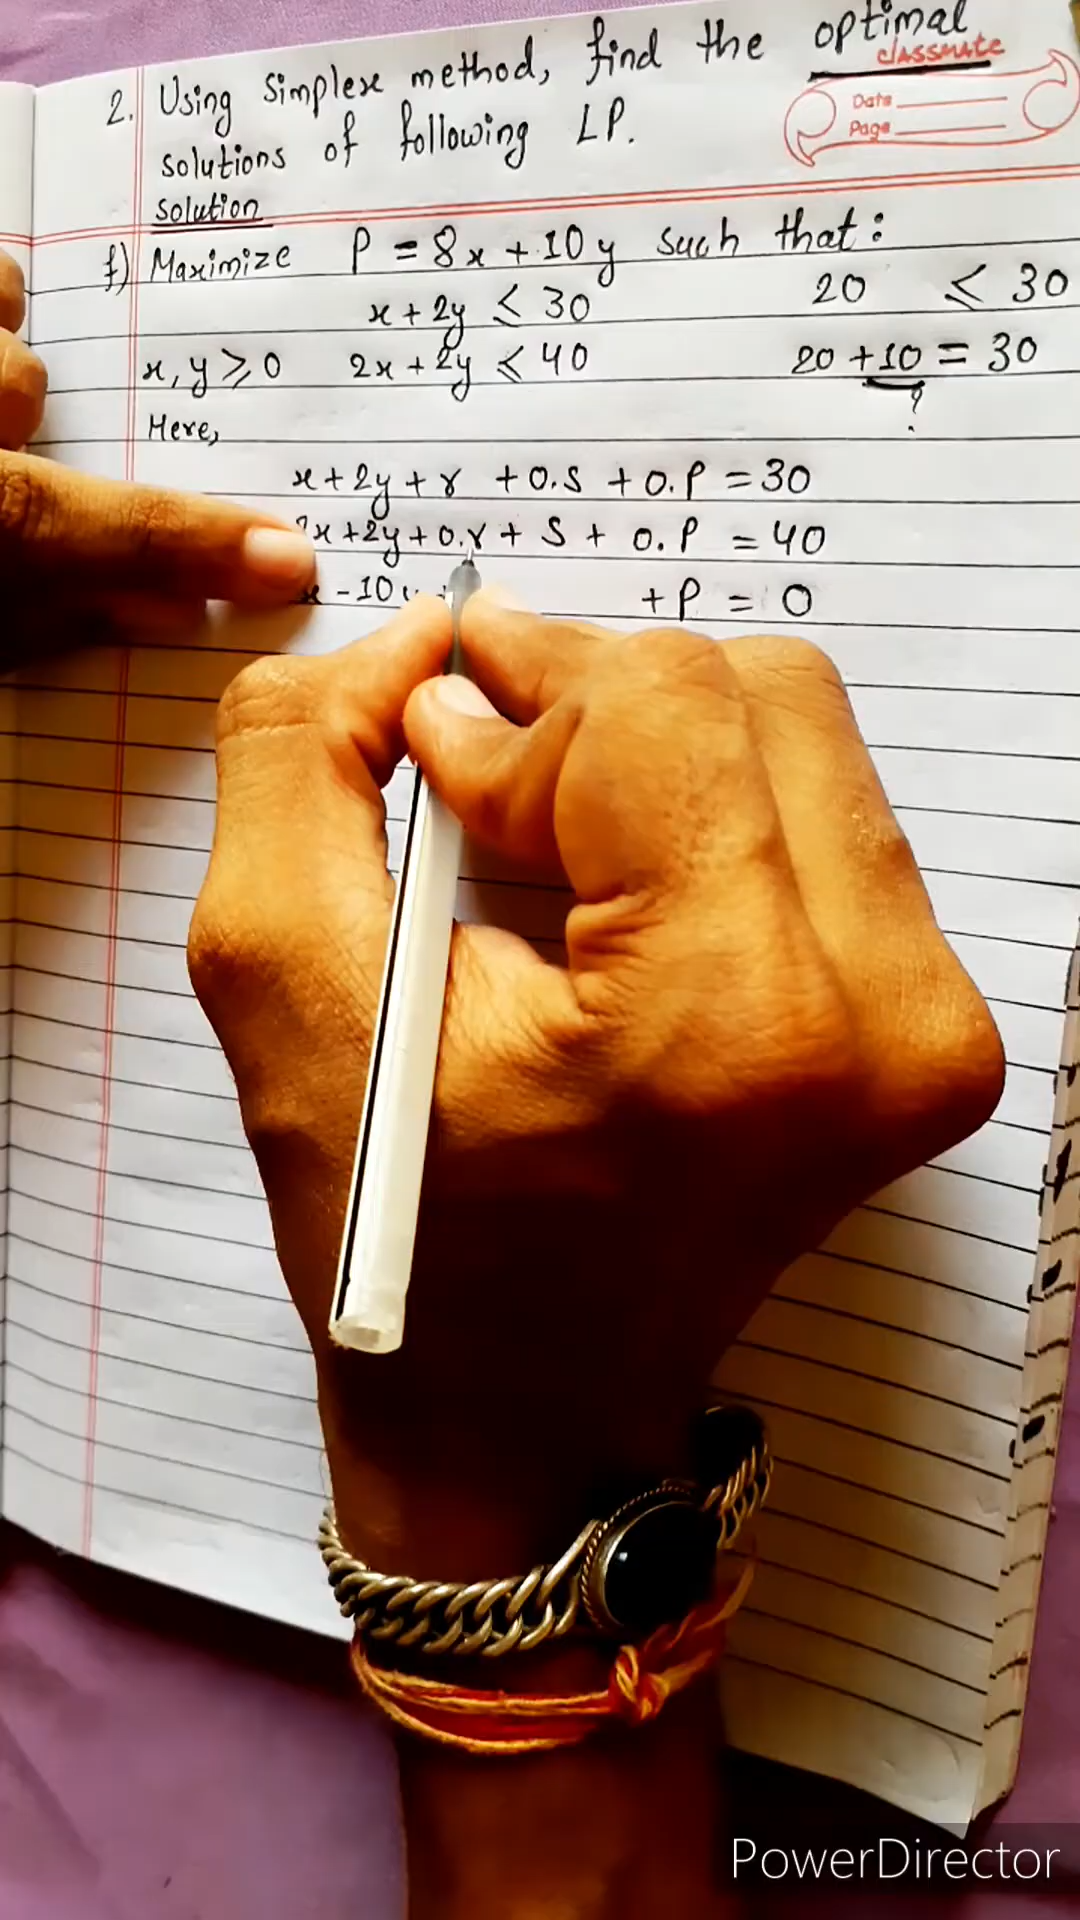 2. Using Simplex method, find the optimal
classmate
Date
Page
solutions of following LP.
Solution
f) Maximize P = 8x + 10y such that:
x + 2y ≤ 30 20 ≤ 30
x, y ≥ 0 2x + 2y ≤ 40 20 + 10 = 30
?
Here,
x + 2y + r + 0.s + 0.P = 30
2x + 2y + 0.r + S + 0.P = 40
x - 10y + P = 0
PowerDirector